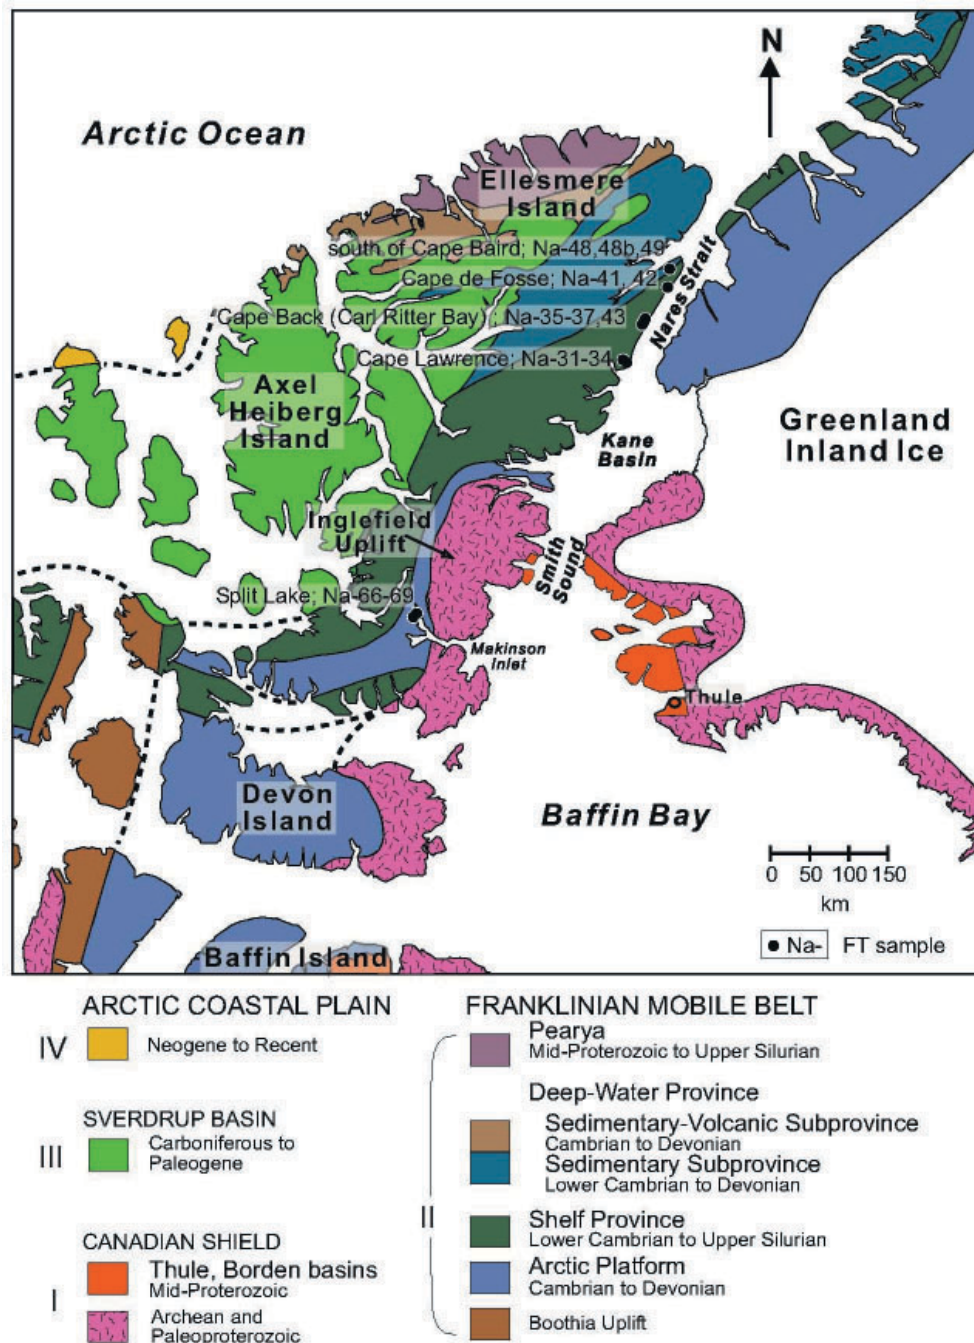 N
Arctic Ocean
Ellesmere
Island
south of Cape Baird; Na-48,48b,49
Cape de Fosse; Na-41, 42
Nares Strait
Cape Back (Carl Ritter Bay) ; Na-35-37,43
Cape Lawrence; Na-31-34
Axel
Heiberg
Island
Greenland
Inland Ice
Kane
Basin
Inglefield
Uplift
Smith
Sound
Split Lake; Na-66-69
Makinson
Inlet
Thule
Devon
Island
Baffin Bay
0 50 100 150
km
Baffin Island
Na- FT sample
ARCTIC COASTAL PLAIN
IV
Neogene to Recent
SVERDRUP BASIN
III
Carboniferous to
Paleogene
CANADIAN SHIELD
I
Thule, Borden basins
Mid-Proterozoic
Archean and
Paleoproterozoic
FRANKLINIAN MOBILE BELT
II
Pearya
Mid-Proterozoic to Upper Silurian
Deep-Water Province
Sedimentary-Volcanic Subprovince
Cambrian to Devonian
Sedimentary Subprovince
Lower Cambrian to Devonian
Shelf Province
Lower Cambrian to Upper Silurian
Arctic Platform
Cambrian to Devonian
Boothia Uplift